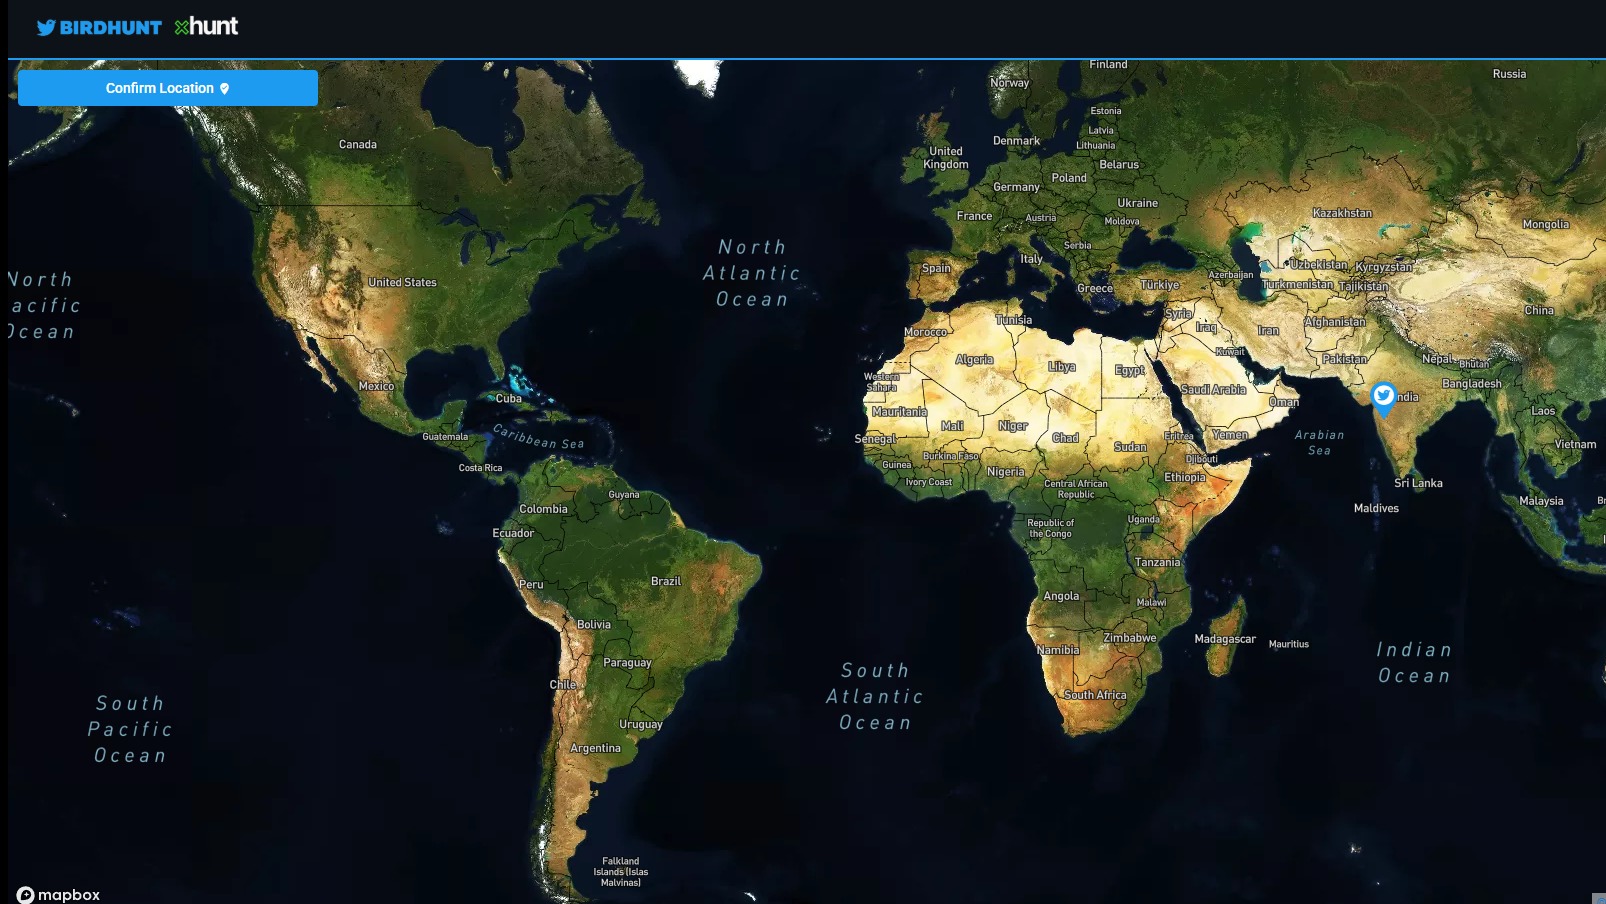 BIRDHUNT xhunt
Confirm Location
Finland
Norway
Russia
Estonia
Latvia
Lithuania
Denmark
Canada
United
Kingdom
Belarus
Poland
Germany
Ukraine
France
Austria
Moldova
Kazakhstan
Mongolia
Serbia
North
Atlantic
Ocean
Italy
Spain
Uzbekistan
Kyrgyzstan
Azerbaijan
North
acific
Ocean
United States
Greece
Türkiye
Turkmenistan
Tajikistan
China
Syria
Tunisia
Afghanistan
Morocco
Iraq
Iran
Kuwait
Algeria
Libya
Egypt
Pakistan
Nepal
Bhutan
Western
Sahara
Mexico
Saudi Arabia
Bangladesh
Cuba
Oman
ndia
Mauritania
Laos
Mali
Niger
Guatemala
Caribbean Sea
Senegal
Chad
Sudan
Eritrea
Yemen
Arabian
Sea
Vietnam
Burkina Faso
Djibouti
Costa Rica
Guinea
Nigeria
Ethiopia
Ivory Coast
Central African
Republic
Sri Lanka
Guyana
Colombia
Maldives
Malaysia
Br
Ecuador
Republic of
the Congo
Uganda
I
Tanzania
Peru
Brazil
Angola
Malawi
Bolivia
Zimbabwe
Madagascar
Mauritius
Namibia
Indian
Ocean
Paraguay
South
Atlantic
Ocean
Chile
South Africa
South
Pacific
Ocean
Uruguay
Argentina
Falkland
Islands (Islas
Malvinas)
mapbox